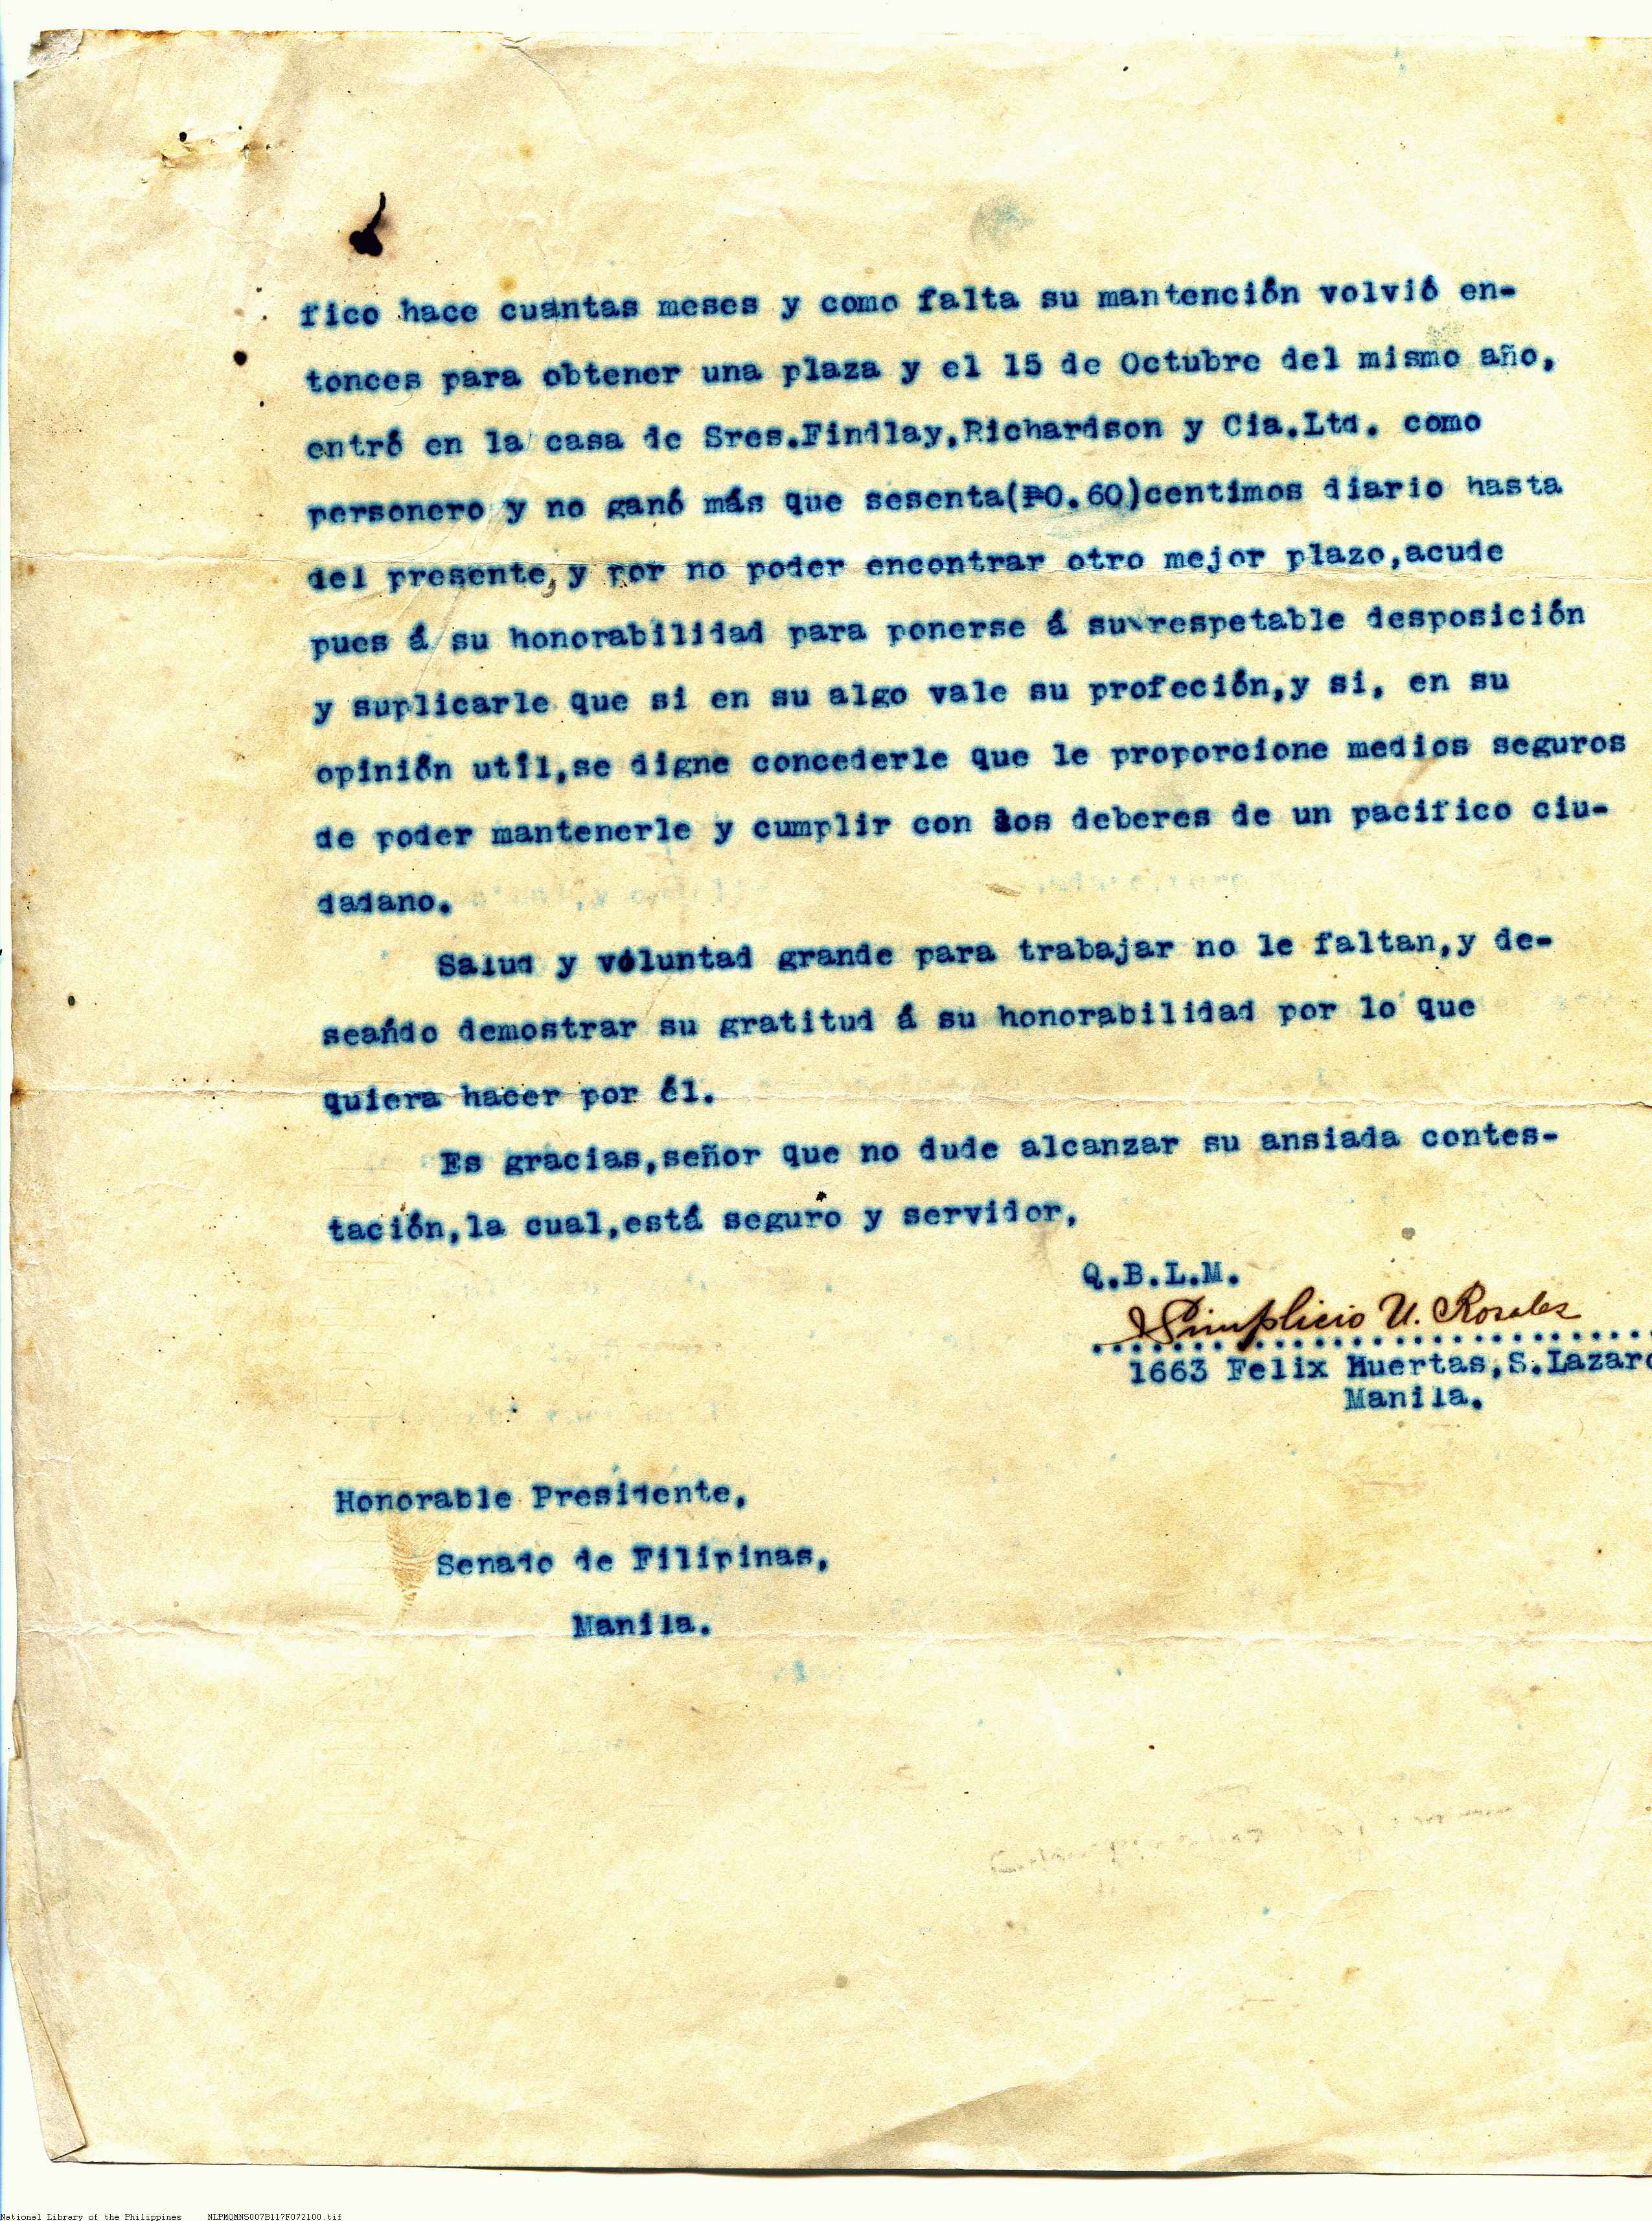 fico hace cuantas meses y como falta su mantención volvió en-
tonces para obtener una plaza y el 15 de Octubre del mismo año,
entró en la casa de Sres.Findlay,Richardson y Cia.Ltd. como
personero y no ganó más que sesenta(₱0.60)centimos diario hasta
del presente, y por no poder encontrar otro mejor plazo,acude
pues á su honorabilidad para ponerse á su respetable desposición
y suplicarle que si en su algo vale su profeción,y si, en su
opinión util,se digne concederle que le proporcione medios seguros
de poder mantenerle y cumplir con los deberes de un pacifico ciu-
dadano.
Salud y voluntad grande para trabajar no le faltan,y de-
seando demostrar su gratitud á su honorabilidad por lo que
quiera hacer por él.
Es gracias,señor que no dude alcanzar su ansiada contes-
tación,la cual,está seguro y servidor,
Q.B.L.M.
Simplicio U. Rosales
1663 Felix Huertas,S.Lazaro
Manila.
Honorable Presidente,
Senado de Filipinas,
Manila.
National Library of the Philippines NLPMQMNS007B117F072100.tif